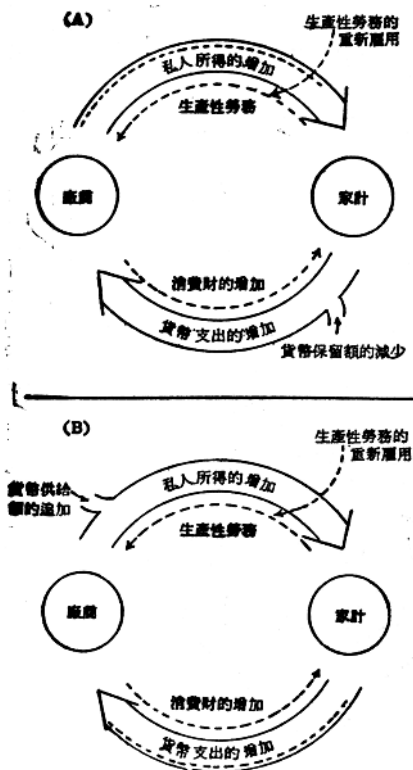 (A)
生產性勞務的
重新雇用
私人所得的增加
生產性勞務
廠商
家計
消費財的增加
貨幣支出的增加
貨幣保留額的減少
(B)
生產性勞務的
重新雇用
貨幣供給
額的追加
私人所得的增加
生產性勞務
廠商
家計
消費財的增加
貨幣支出的增加